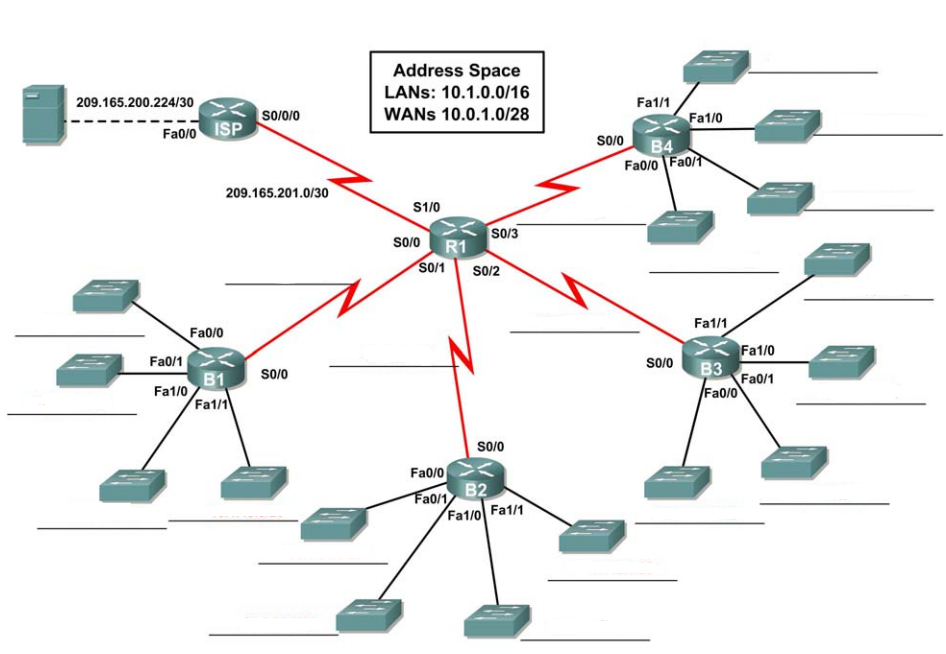 Address Space
LANs: 10.1.0.0/16
WANs 10.0.1.0/28
209.165.200.224/30
Fa0/0
ISP
S0/0/0
209.165.201.0/30
S1/0
S0/0
R1
S0/3
S0/1
S0/2
Fa1/1
Fa1/0
S0/0
B4
Fa0/0
Fa0/1
Fa0/0
Fa0/1
B1
S0/0
Fa1/0
Fa1/1
Fa1/1
Fa1/0
S0/0
B3
Fa0/1
Fa0/0
S0/0
Fa0/0
B2
Fa0/1
Fa1/0
Fa1/1